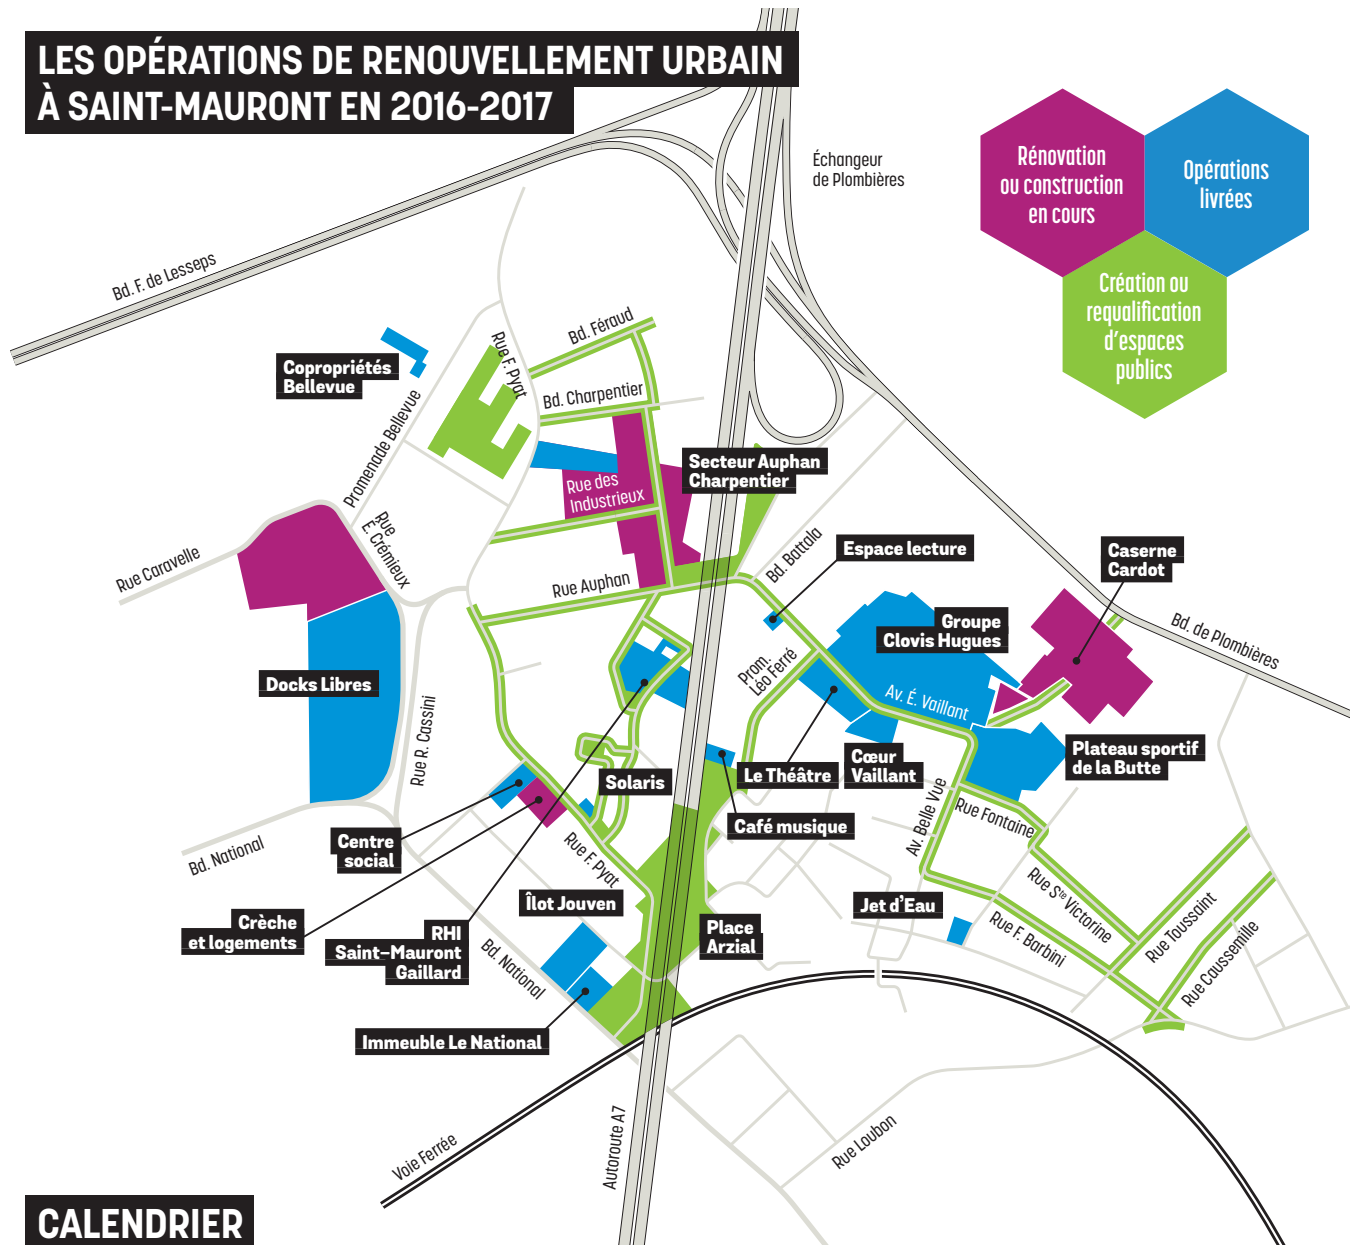 LES OPÉRATIONS DE RENOUVELLEMENT URBAIN
À SAINT-MAURONT EN 2016-2017
Échangeur
de Plombières
Rénovation
ou construction
en cours
Opérations
livrées
Création ou
requalification
d'espaces
publics
Bd. F. de Lesseps
Copropriétés
Bellevue
Promenade Bellevue
Rue F. Pyat
Bd. Féraud
Bd. Charpentier
Rue des
Industrieux
Secteur Auphan
Charpentier
Rue Caravelle
Rue
E. Crémieux
Rue Auphan
Bd. Battala
Espace lecture
Caserne
Cardot
Groupe
Clovis Hugues
Bd. de Plombières
Prom.
Léo Ferré
Docks Libres
Rue R. Cassini
Av. É. Vaillant
Plateau sportif
de la Butte
Solaris
Le Théâtre
Cœur
Vaillant
Café musique
Av. Belle Vue
Rue Fontaine
Bd. National
Centre
social
Rue F. Pyat
Crèche
et logements
RHI
Saint-Mauront
Gaillard
Îlot Jouven
Place
Arzial
Jet d'Eau
Rue Ste Victorine
Rue F. Barbini
Rue Toussaint
Rue Caussemille
Bd. National
Immeuble Le National
Voie Ferrée
Autoroute A7
Rue Loubon
CALENDRIER